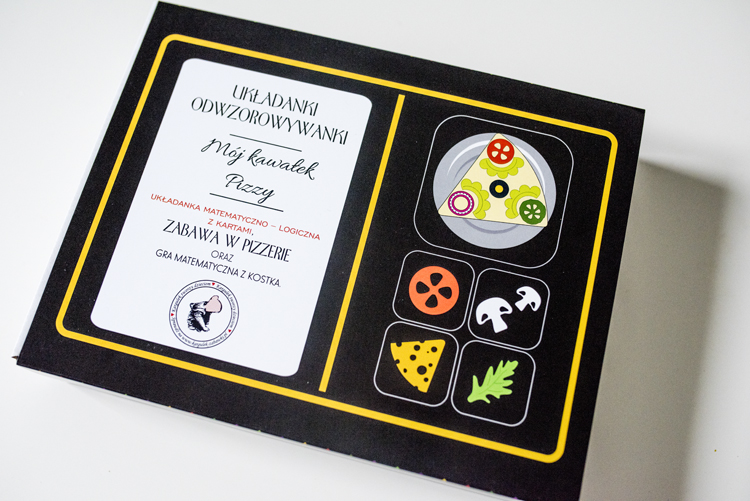 UKŁADANKI
ODWZOROWYWANKI
Mój kawałek
Pizzy
UKŁADANKA MATEMATYCZNO – LOGICZNA
Z KARTAMI,
ZABAWA W PIZZERIE
ORAZ
GRA MATEMATYCZNA Z KOSTKĄ